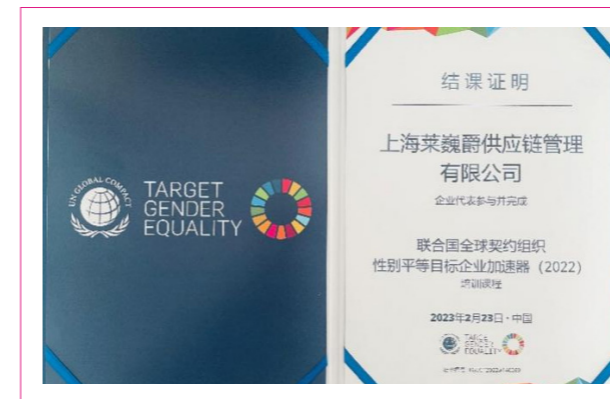 UN GLOBAL COMPACT
TARGET
GENDER
EQUALITY
结课证明
上海莱巍爵供应链管理
有限公司
企业代表参与并完成
联合国全球契约组织
性别平等目标企业加速器（2022）
培训课程
2023年2月23日·中国
TARGET
GENDER
EQUALITY